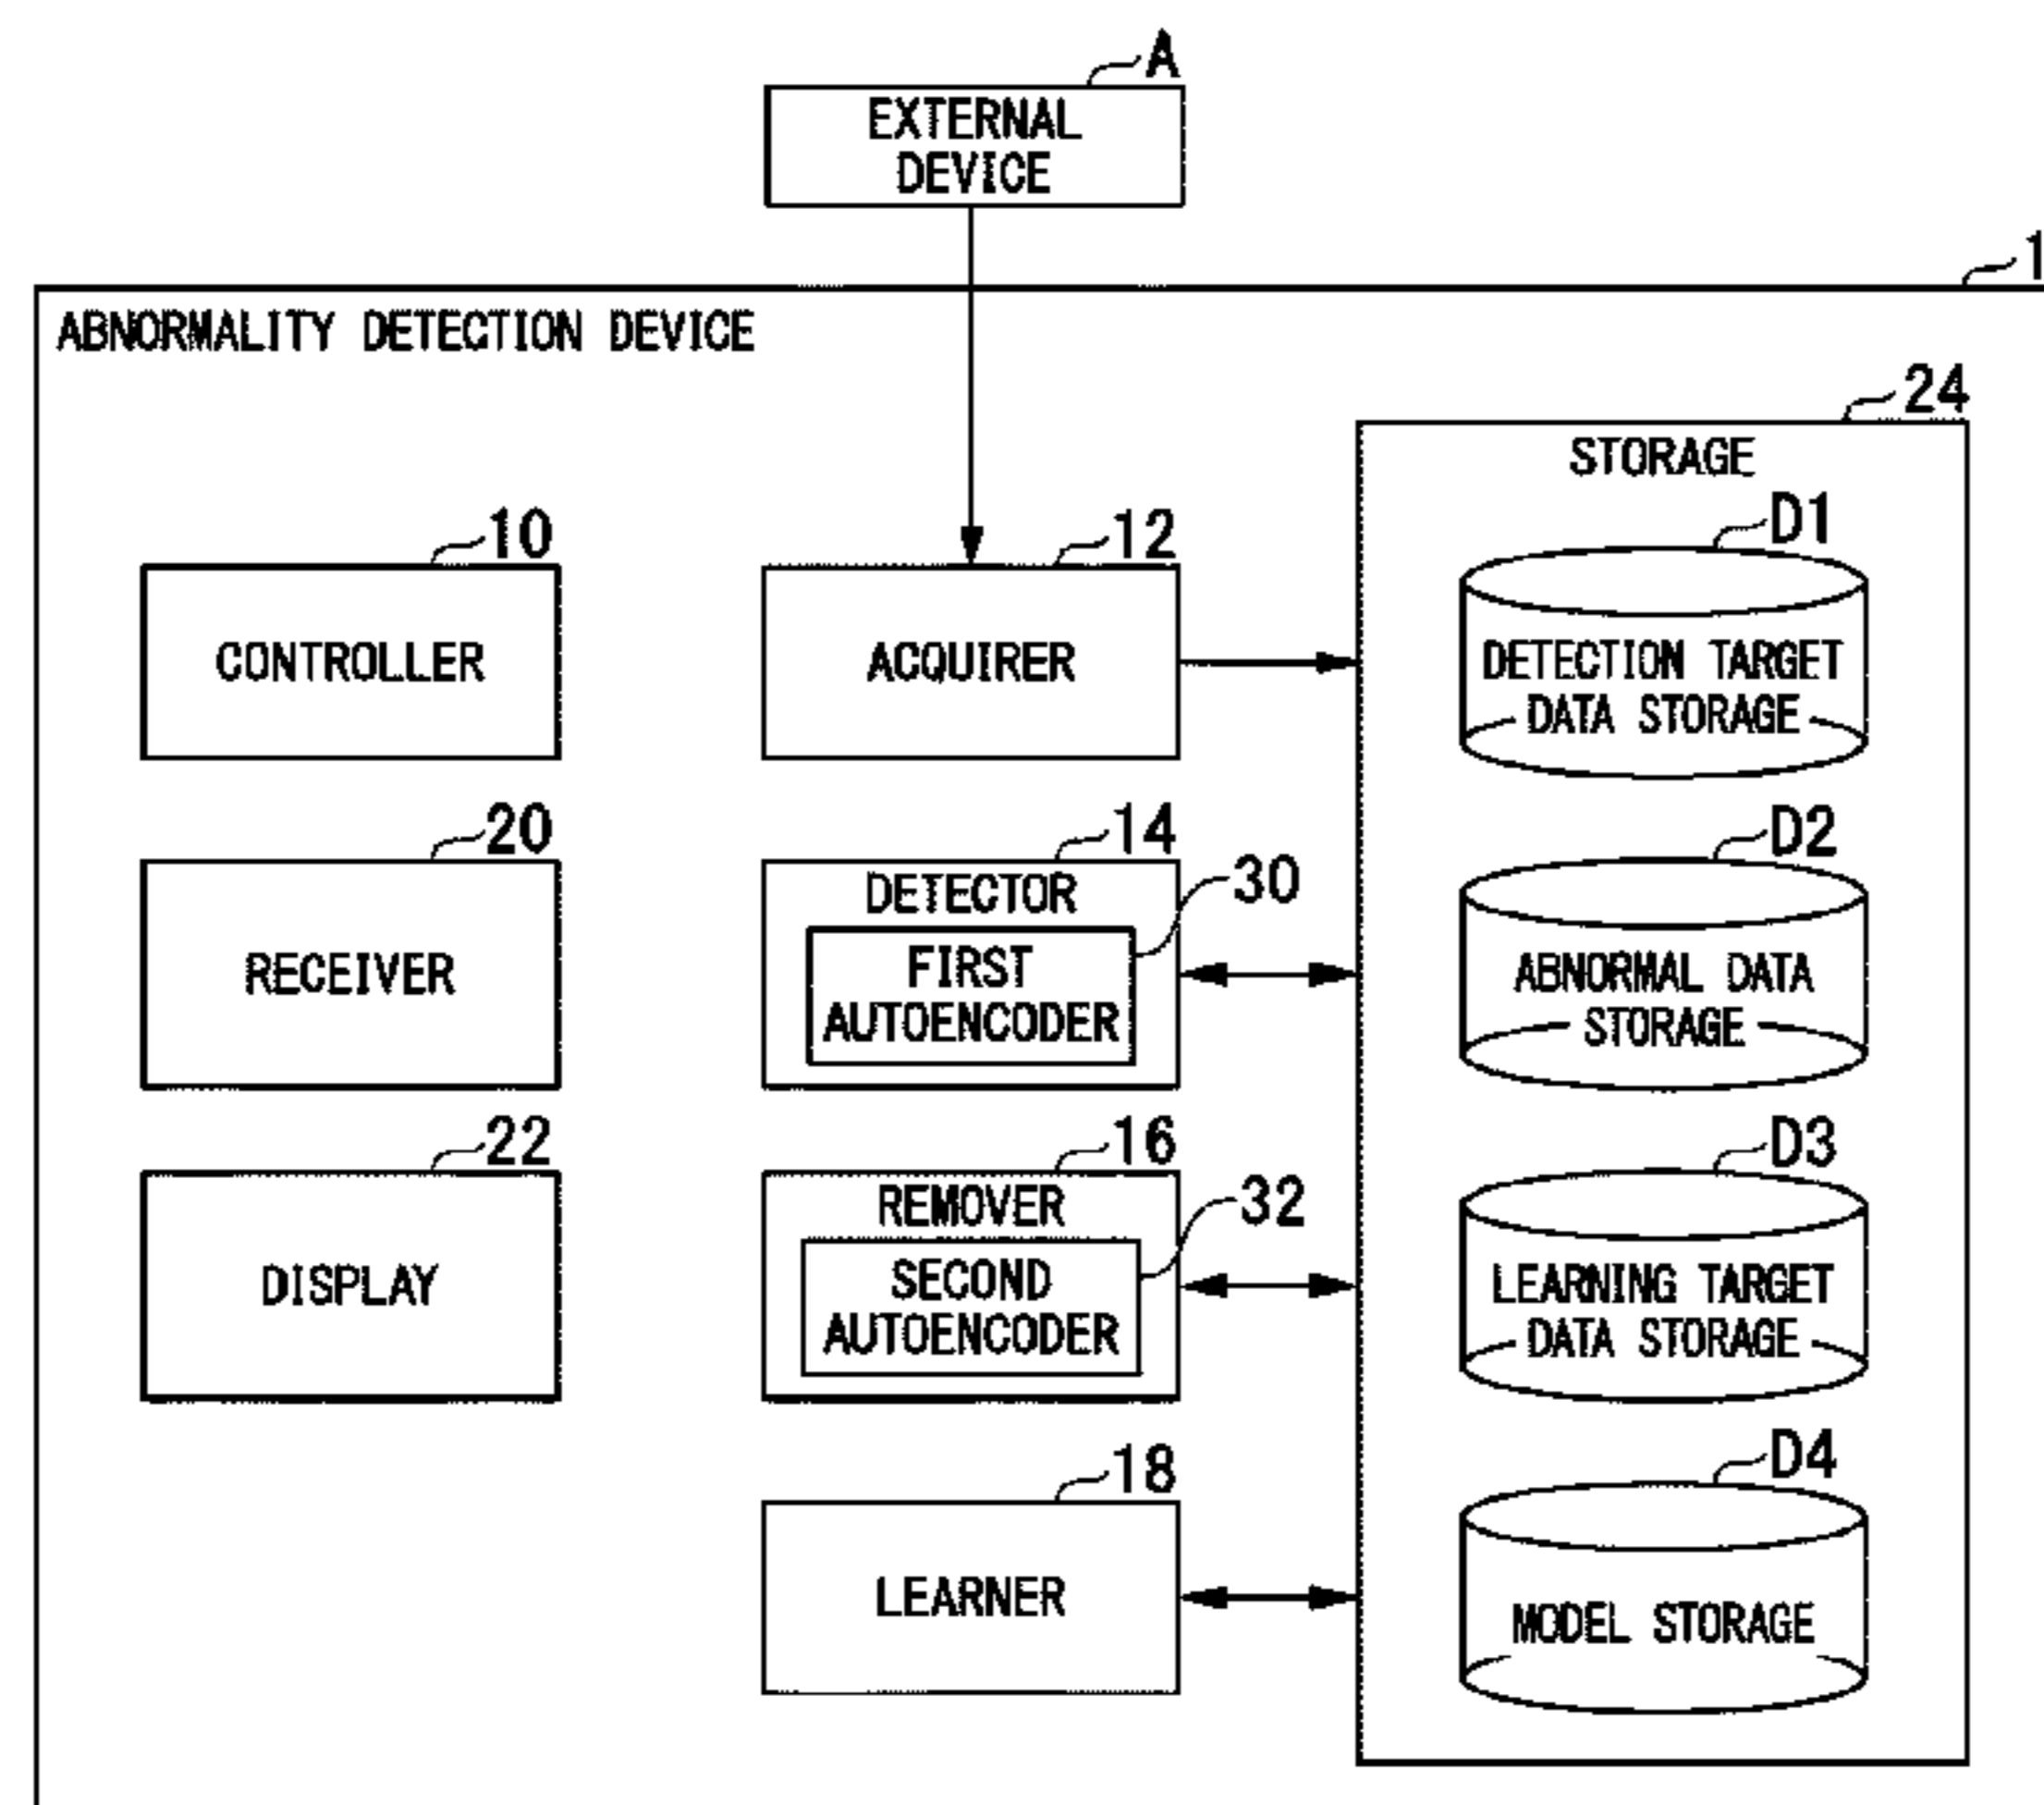 A
EXTERNAL
DEVICE
1
ABNORMALITY DETECTION DEVICE
24
STORAGE
10
CONTROLLER
12
ACQUIRER
D1
DETECTION TARGET
DATA STORAGE
20
RECEIVER
14
DETECTOR
30
FIRST
AUTOENCODER
D2
ABNORMAL DATA
STORAGE
22
DISPLAY
16
REMOVER
32
SECOND
AUTOENCODER
D3
LEARNING TARGET
DATA STORAGE
18
LEARNER
D4
MODEL STORAGE